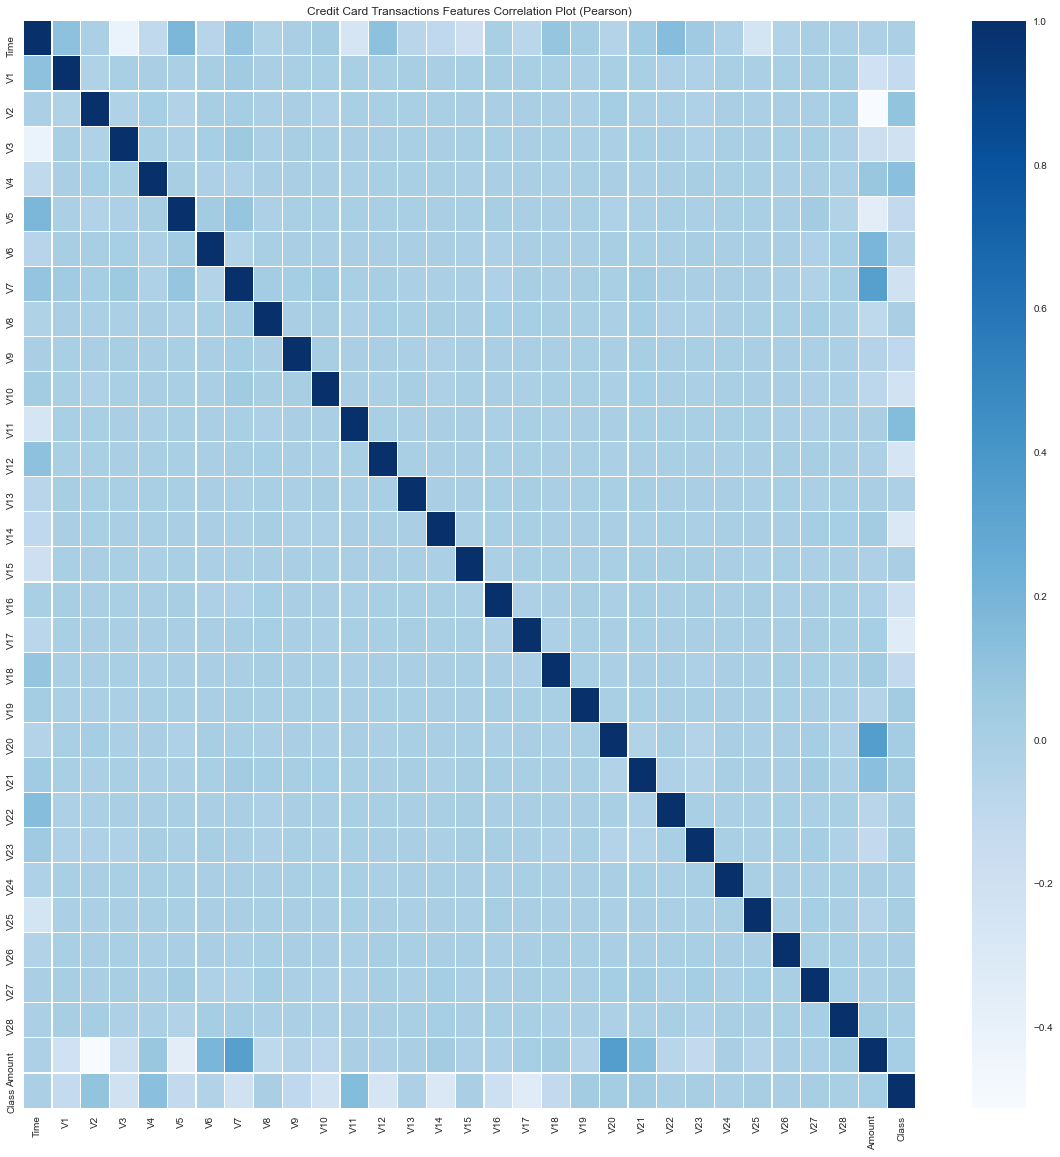 Credit Card Transactions Features Correlation Plot (Pearson)
Time
V1
V2
V3
V4
V5
V6
V7
V8
V9
V10
V11
V12
V13
V14
V15
V16
V17
V18
V19
V20
V21
V22
V23
V24
V25
V26
V27
V28
Amount
Class
Time V1 V2 V3 V4 V5 V6 V7 V8 V9 V10 V11 V12 V13 V14 V15 V16 V17 V18 V19 V20 V21 V22 V23 V24 V25 V26 V27 V28 Amount Class
1.0
0.8
0.6
0.4
0.2
0.0
−0.2
−0.4